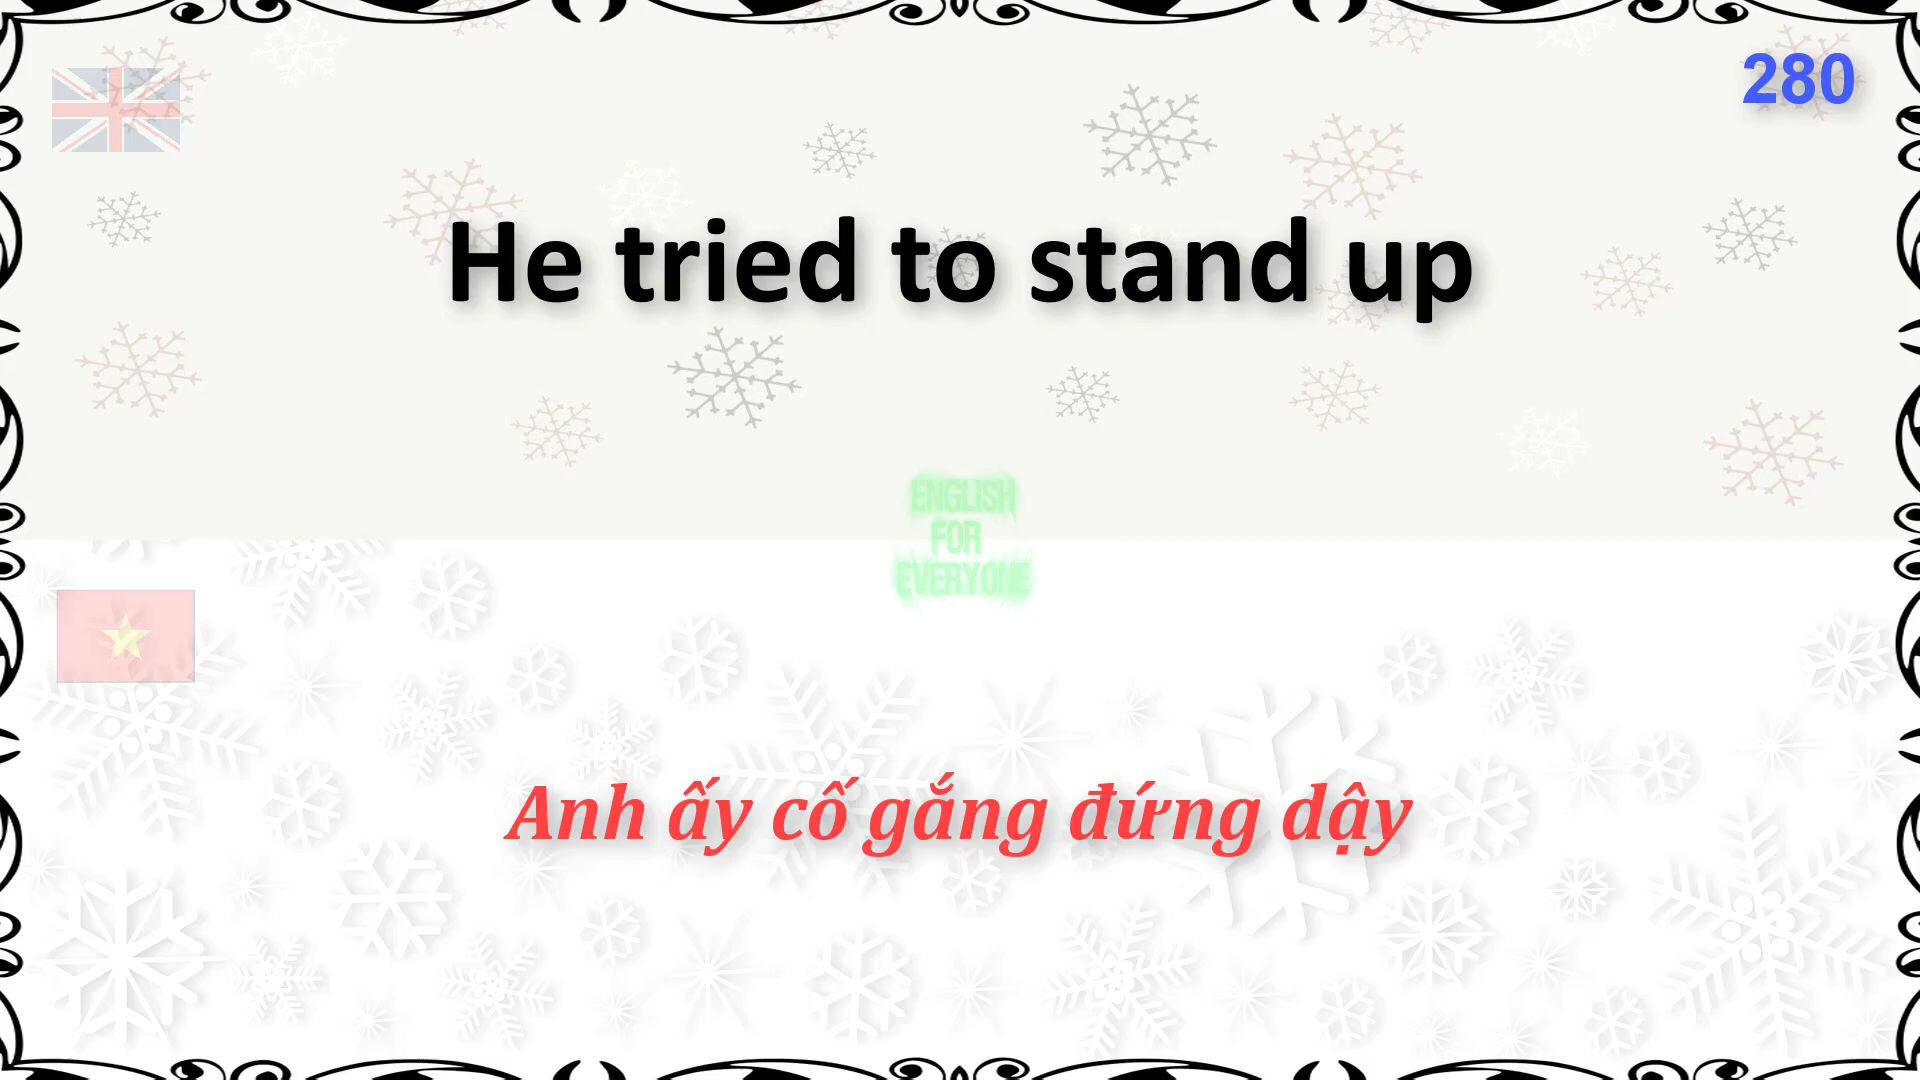 280
He tried to stand up
ENGLISH
FOR
EVERYONE
Anh ấy cố gắng đứng dậy